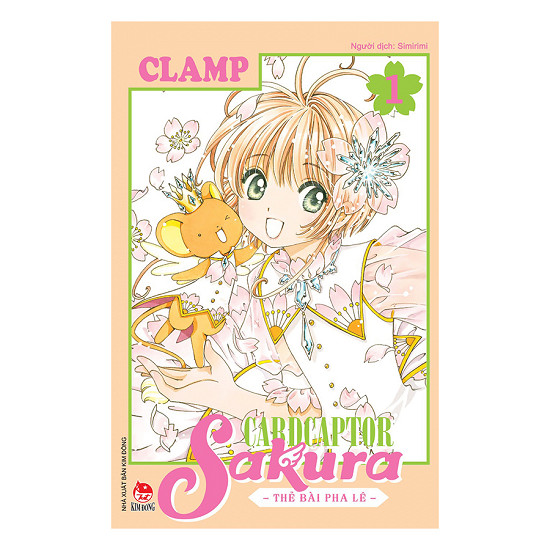 Người dịch: Simirimi
CLAMP
1
CARDCAPTOR
Sakura
– THẺ BÀI PHA LÊ –
NHÀ XUẤT BẢN KIM ĐỒNG
KIM ĐỒNG